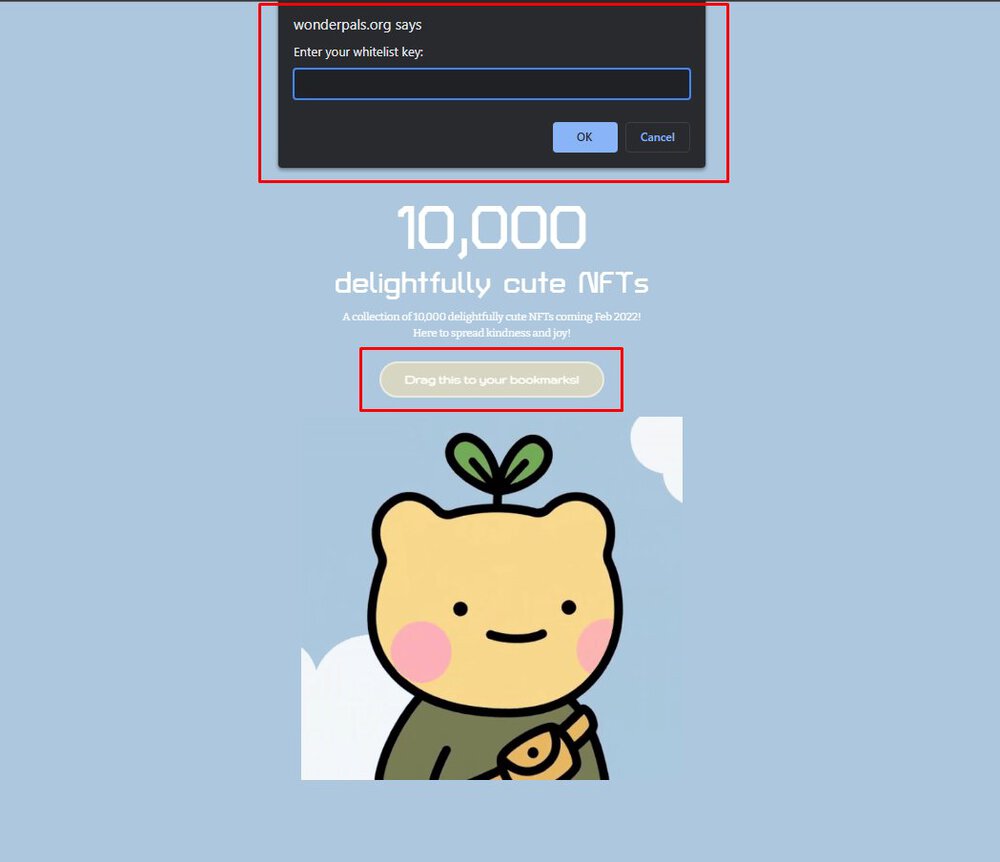 wonderpals.org says
Enter your whitelist key:
OK
Cancel
10,000
delightfully cute NFTs
A collection of 10,000 delightfully cute NFTs coming Feb 2022!
Here to spread kindness and joy!
Drag this to your bookmarks!